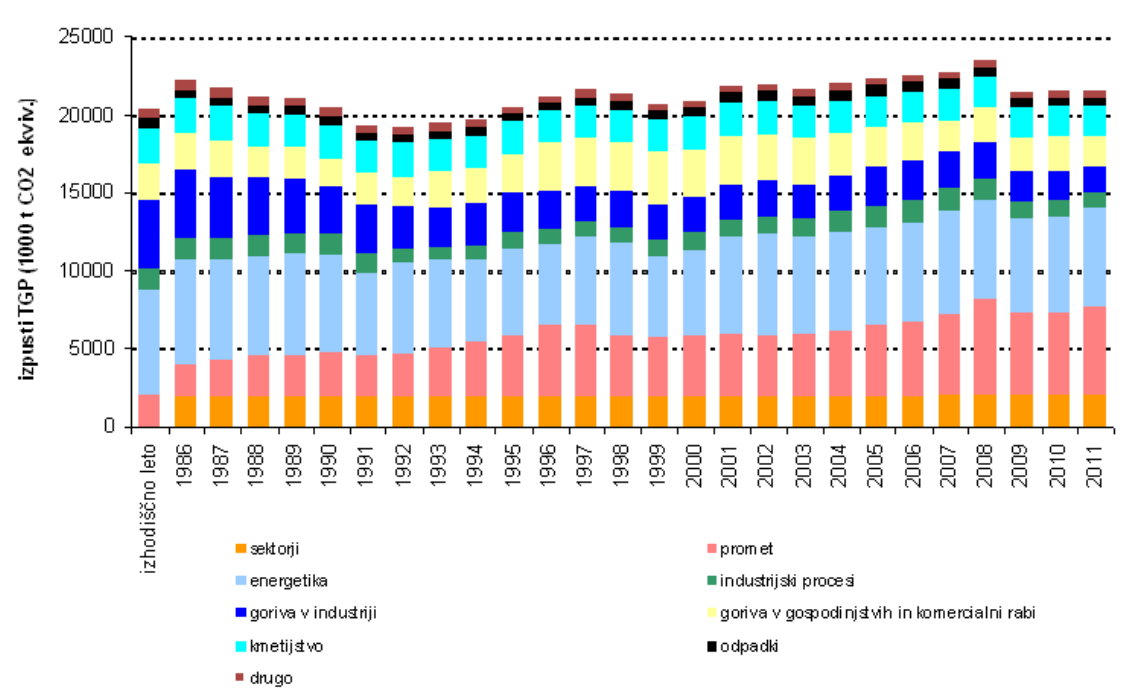 25000
20000
15000
10000
5000
0
izpusti TGP (1000 t CO2 ekviv.)
izhodiščno leto
1986
1987
1988
1989
1990
1991
1992
1993
1994
1995
1996
1997
1998
1999
2000
2001
2002
2003
2004
2005
2006
2007
2008
2009
2010
2011
sektorji
promet
energetika
industrijski procesi
goriva v industriji
goriva v gospodinjstvih in komercialni rabi
kmetijstvo
odpadki
drugo